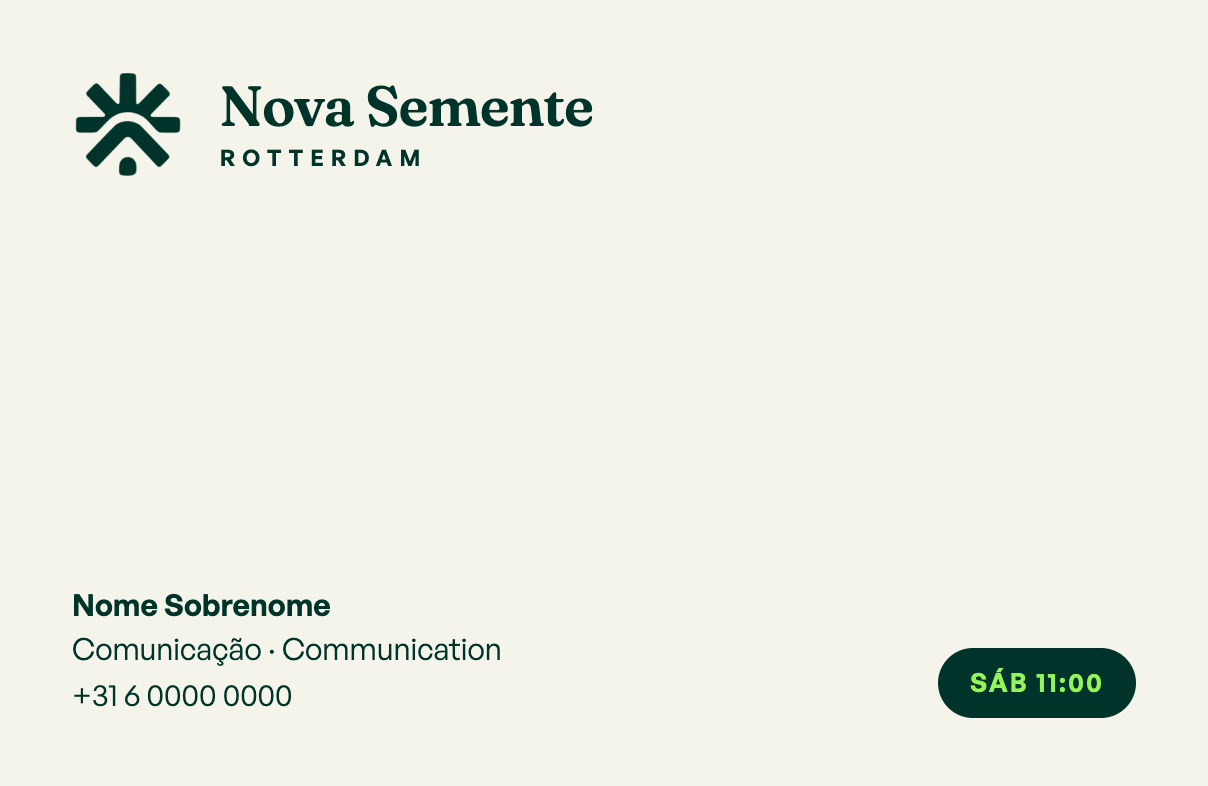 Nova Semente
ROTTERDAM
Nome Sobrenome
Comunicação · Communication
+31 6 0000 0000
SÁB 11:00